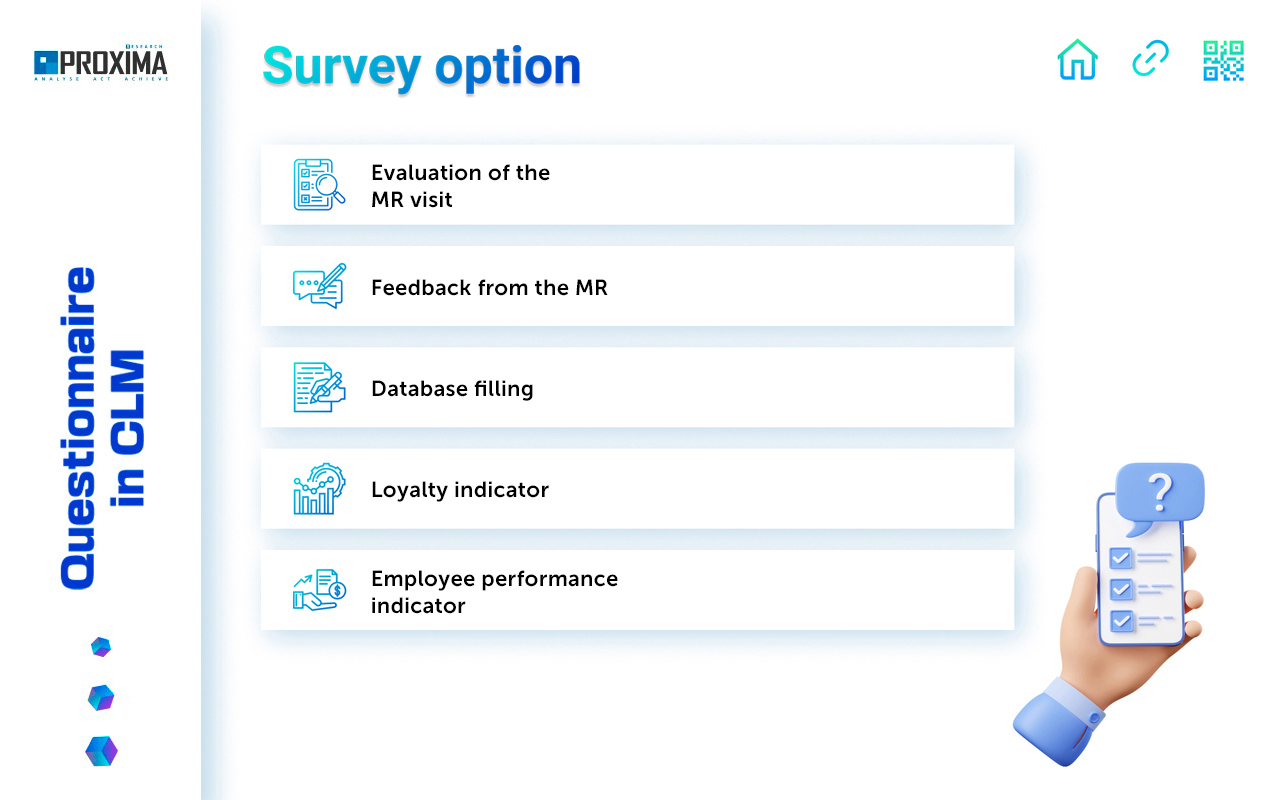 RESEARCH
PROXIMA
ANALYSE ACT ACHIEVE
Questionnaire
in CLM
Survey option
Evaluation of the
MR visit
Feedback from the MR
Database filling
Loyalty indicator
Employee performance
indicator
?
$